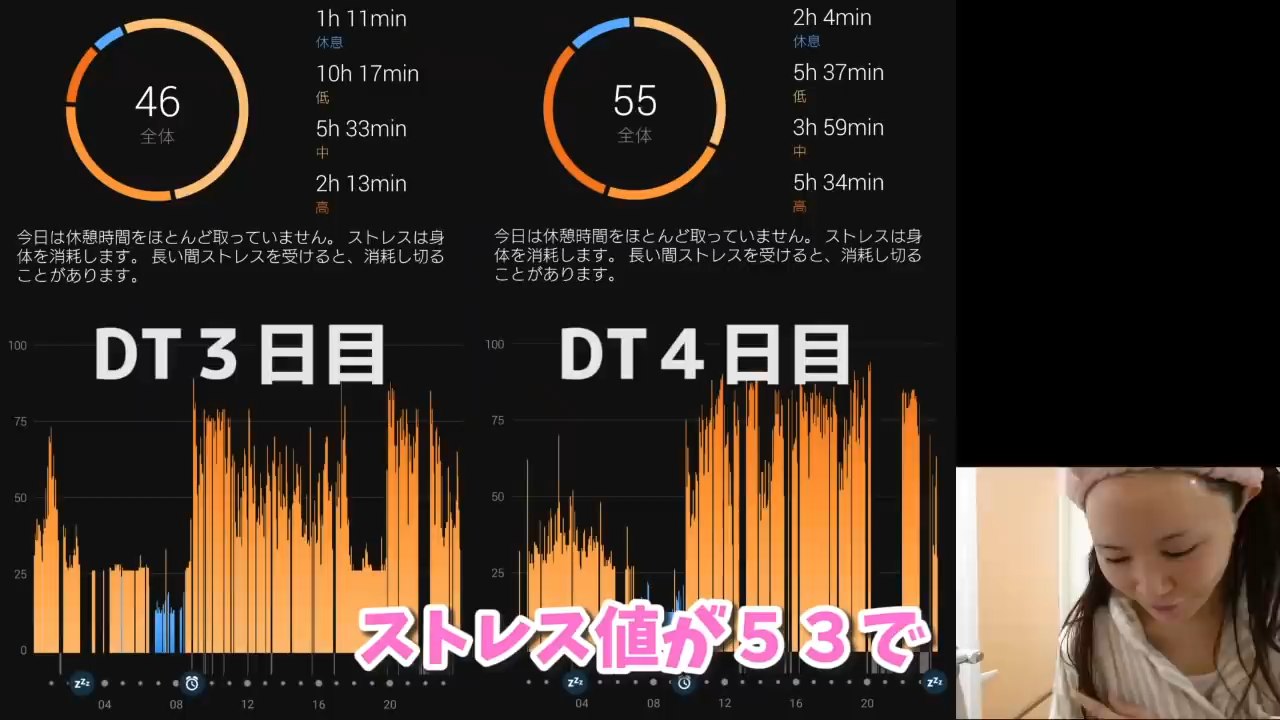 46
全体
1h 11min
休息
10h 17min
低
5h 33min
中
2h 13min
高
今日は休憩時間をほとんど取っていません。 ストレスは身
体を消耗します。 長い間ストレスを受けると、消耗し切る
ことがあります。
DT3日目
100
75
50
25
0
zzz
04
08
12
16
20
55
全体
2h 4min
休息
5h 37min
低
3h 59min
中
5h 34min
高
今日は休憩時間をほとんど取っていません。 ストレスは身
体を消耗します。 長い間ストレスを受けると、消耗し切る
ことがあります。
DT4日目
100
75
50
25
zzz
zzz
04
08
12
16
20
ストレス値が53で